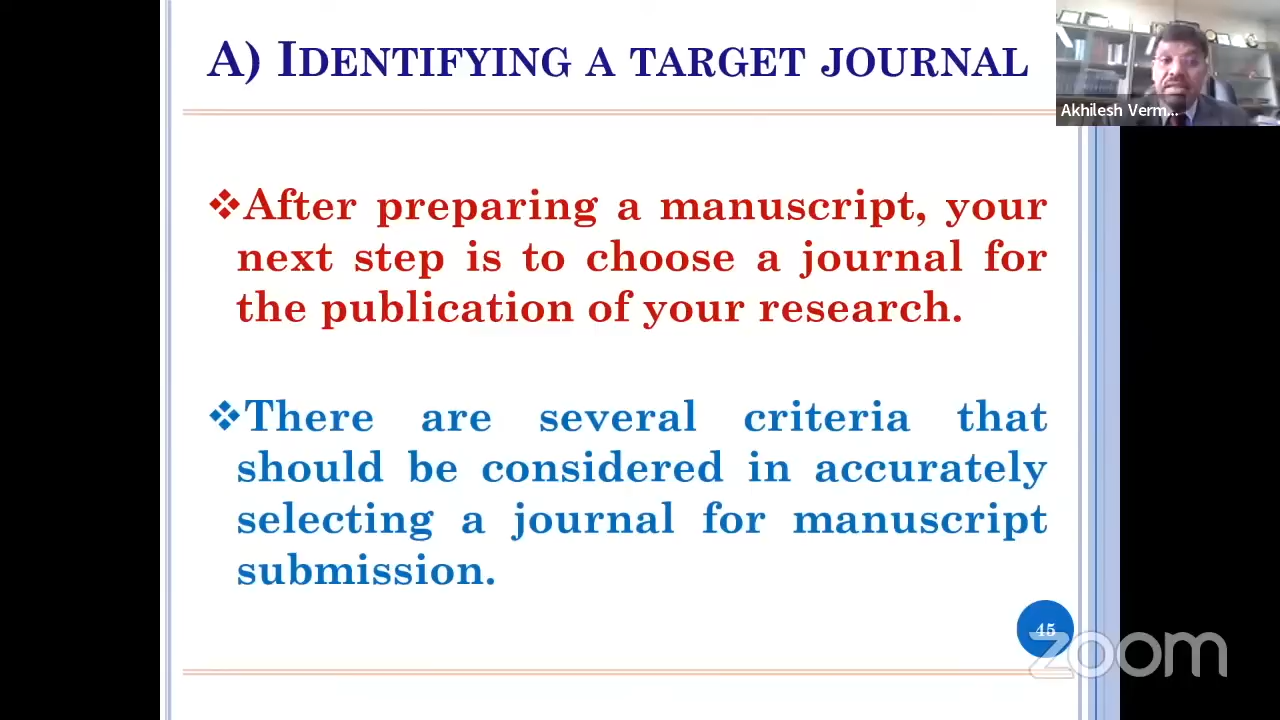 A) IDENTIFYING A TARGET JOURNAL
Akhilesh Verm...
❖After preparing a manuscript, your
next step is to choose a journal for
the publication of your research.
❖There are several criteria that
should be considered in accurately
selecting a journal for manuscript
submission.
45
zoom